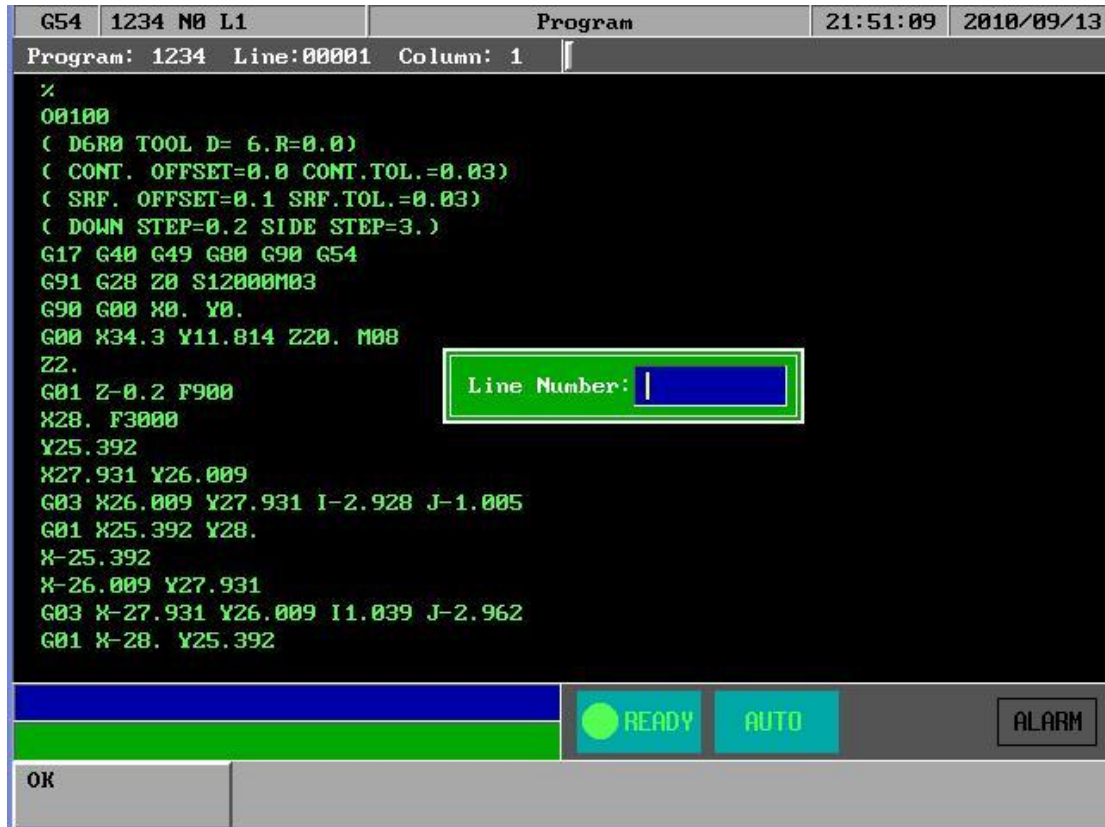 G54 1234 N0 L1 Program 21:51:09 2010/09/13
Program: 1234 Line:00001 Column: 1
%
O0100
( D6R0 TOOL D= 6.R=0.0)
( CONT. OFFSET=0.0 CONT.TOL.=0.03)
( SRF. OFFSET=0.1 SRF.TOL.=0.03)
( DOWN STEP=0.2 SIDE STEP=3.)
G17 G40 G49 G80 G90 G54
G91 G28 Z0 S12000M03
G90 G00 X0. Y0.
G00 X34.3 Y11.814 Z20. M08
Z2.
G01 Z-0.2 F900
X28. F3000
Y25.392
X27.931 Y26.009
G03 X26.009 Y27.931 I-2.928 J-1.005
G01 X25.392 Y28.
X-25.392
X-26.009 Y27.931
G03 X-27.931 Y26.009 I1.039 J-2.962
G01 X-28. Y25.392
Line Number:
READY AUTO ALARM
OK